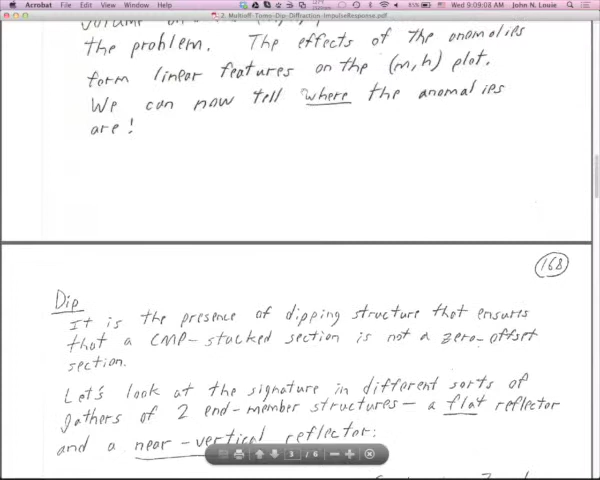 Acrobat File Edit View Window Help
81% Wed 9:09:08 AM John N. Louie
2. Multioff-Tomo-Dip-Diffraction-ImpulseResponse.pdf
the problem. The effects of the anomalies
form linear features on the (m, h) plot.
We can now tell where the anomalies
are!
168
Dip
It is the presence of dipping structure that ensures
that a CMP-stacked section is not a zero-offset
section.
Let's look at the signature in different sorts of
gathers of 2 end-member structures — a flat reflector
and a near-vertical reflector:
3 / 6